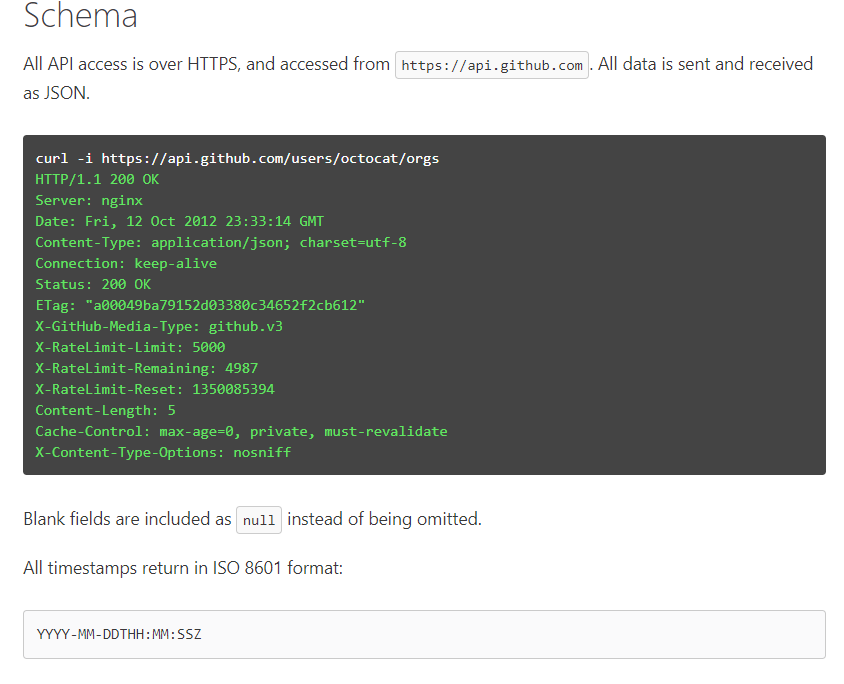 Schema
All API access is over HTTPS, and accessed from https://api.github.com. All data is sent and received
as JSON.
curl -i https://api.github.com/users/octocat/orgs
HTTP/1.1 200 OK
Server: nginx
Date: Fri, 12 Oct 2012 23:33:14 GMT
Content-Type: application/json; charset=utf-8
Connection: keep-alive
Status: 200 OK
ETag: "a00049ba79152d03380c34652f2cb612"
X-GitHub-Media-Type: github.v3
X-RateLimit-Limit: 5000
X-RateLimit-Remaining: 4987
X-RateLimit-Reset: 1350085394
Content-Length: 5
Cache-Control: max-age=0, private, must-revalidate
X-Content-Type-Options: nosniff
Blank fields are included as null instead of being omitted.
All timestamps return in ISO 8601 format:
YYYY-MM-DDTHH:MM:SSZ